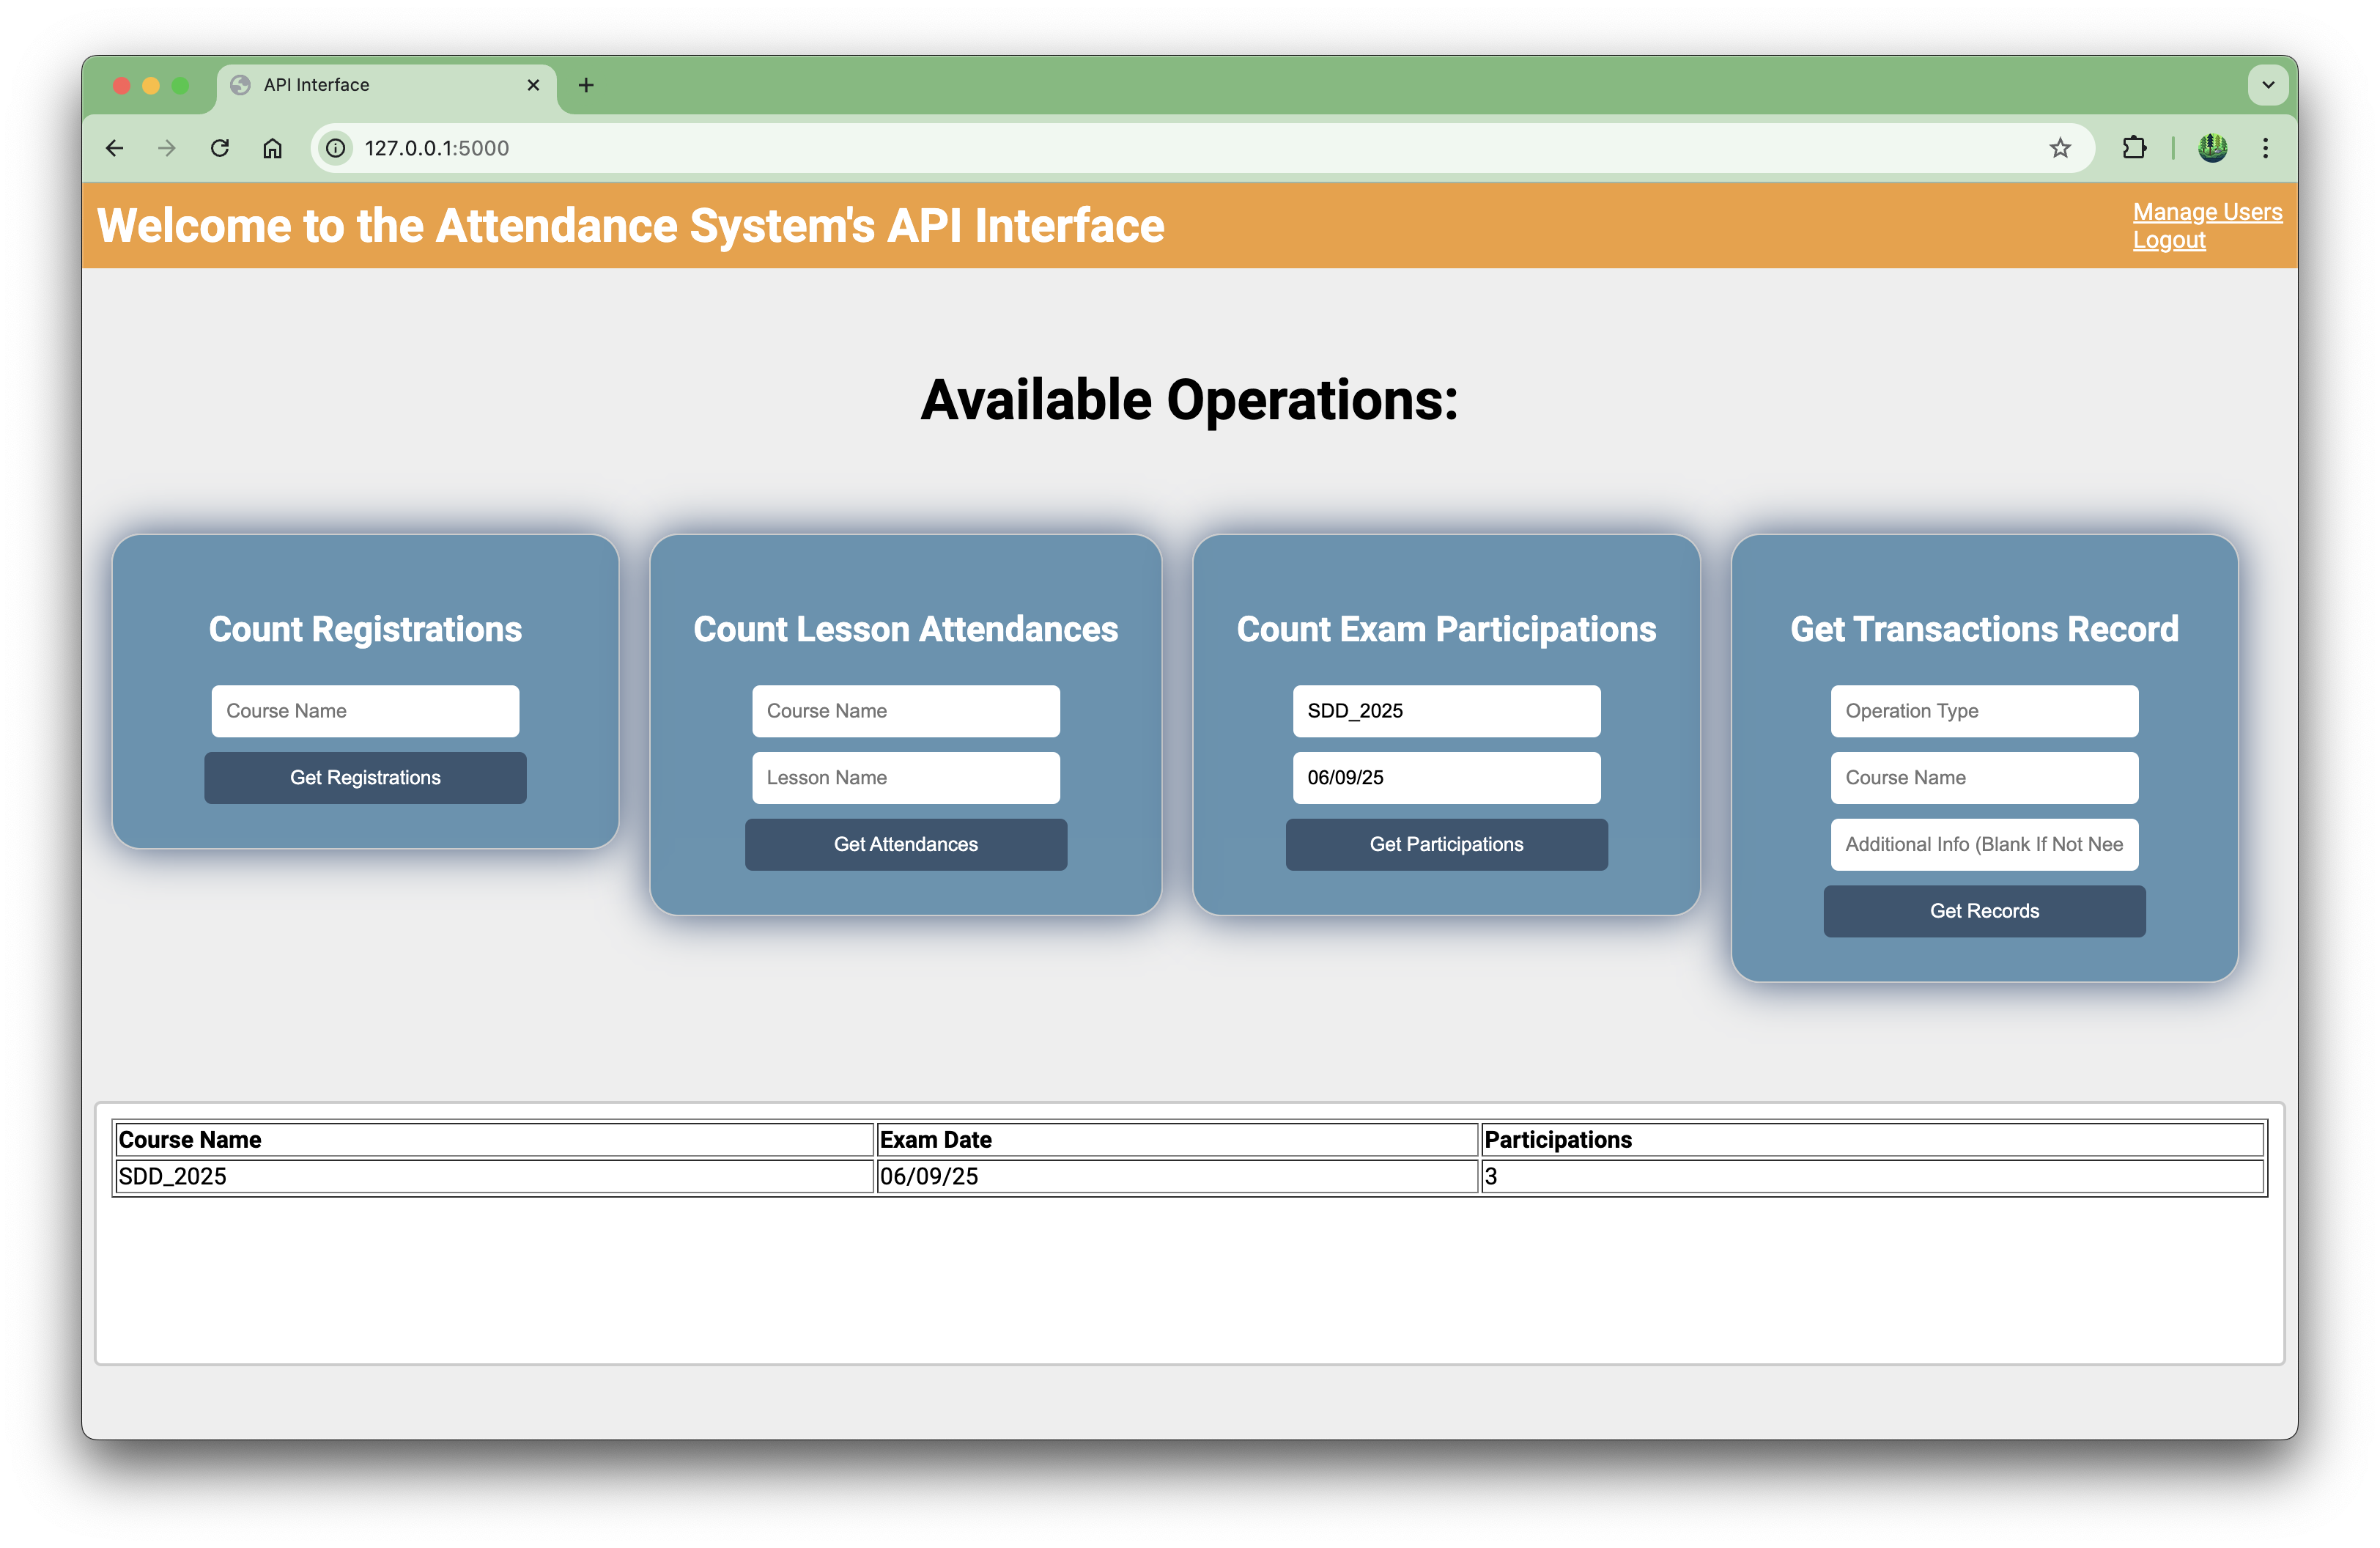 API Interface
127.0.0.1:5000
Welcome to the Attendance System's API Interface
Manage Users
Logout
Available Operations:
Count Registrations
Course Name
Get Registrations
Count Lesson Attendances
Course Name
Lesson Name
Get Attendances
Count Exam Participations
SDD_2025
06/09/25
Get Participations
Get Transactions Record
Operation Type
Course Name
Additional Info (Blank If Not Nee
Get Records
Course Name Exam Date Participations
SDD_2025 06/09/25 3